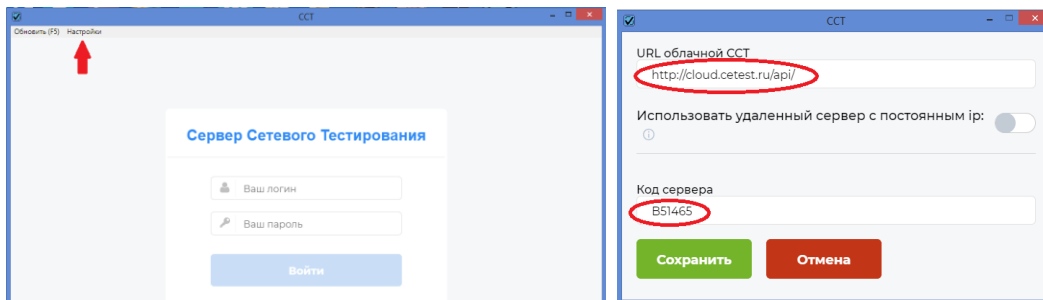 ССТ
Обновить (F5) Настройки
Сервер Сетевого Тестирования
Ваш логин
Ваш пароль
Войти
ССТ
URL облачной ССТ
http://cloud.cetest.ru/api/
Использовать удаленный сервер с постоянным ip:
Код сервера
B51465
Сохранить Отмена